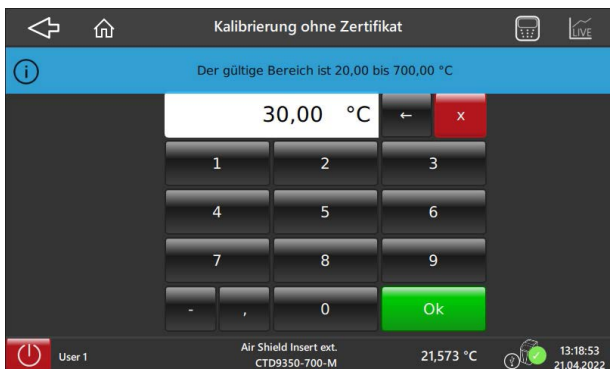 Kalibrierung ohne Zertifikat
LIVE
Der gültige Bereich ist 20,00 bis 700,00 °C
30,00 °C ← x
1 2 3
4 5 6
7 8 9
- , 0 Ok
User 1
Air Shield Insert ext.
CTD9350-700-M
21,573 °C
13:18:53
21.04.2022